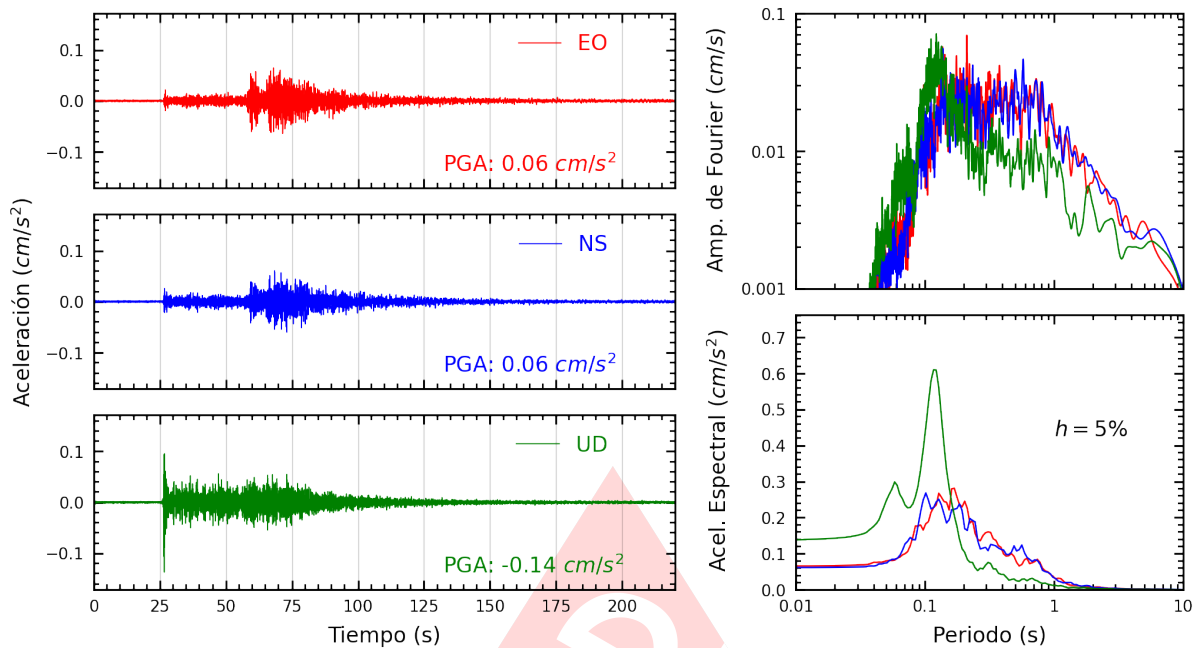 Aceleración (cm/s²)
0.1
0.0
−0.1
EO
PGA: 0.06 cm/s²
0.1
0.0
−0.1
NS
PGA: 0.06 cm/s²
0.1
0.0
−0.1
UD
PGA: -0.14 cm/s²
0 25 50 75 100 125 150 175 200
Tiempo (s)
Amp. de Fourier (cm/s)
0.1
0.01
0.001
Acel. Espectral (cm/s²)
0.7
0.6
0.5
0.4
0.3
0.2
0.1
0.0
h = 5%
0.01 0.1 1 10
Periodo (s)